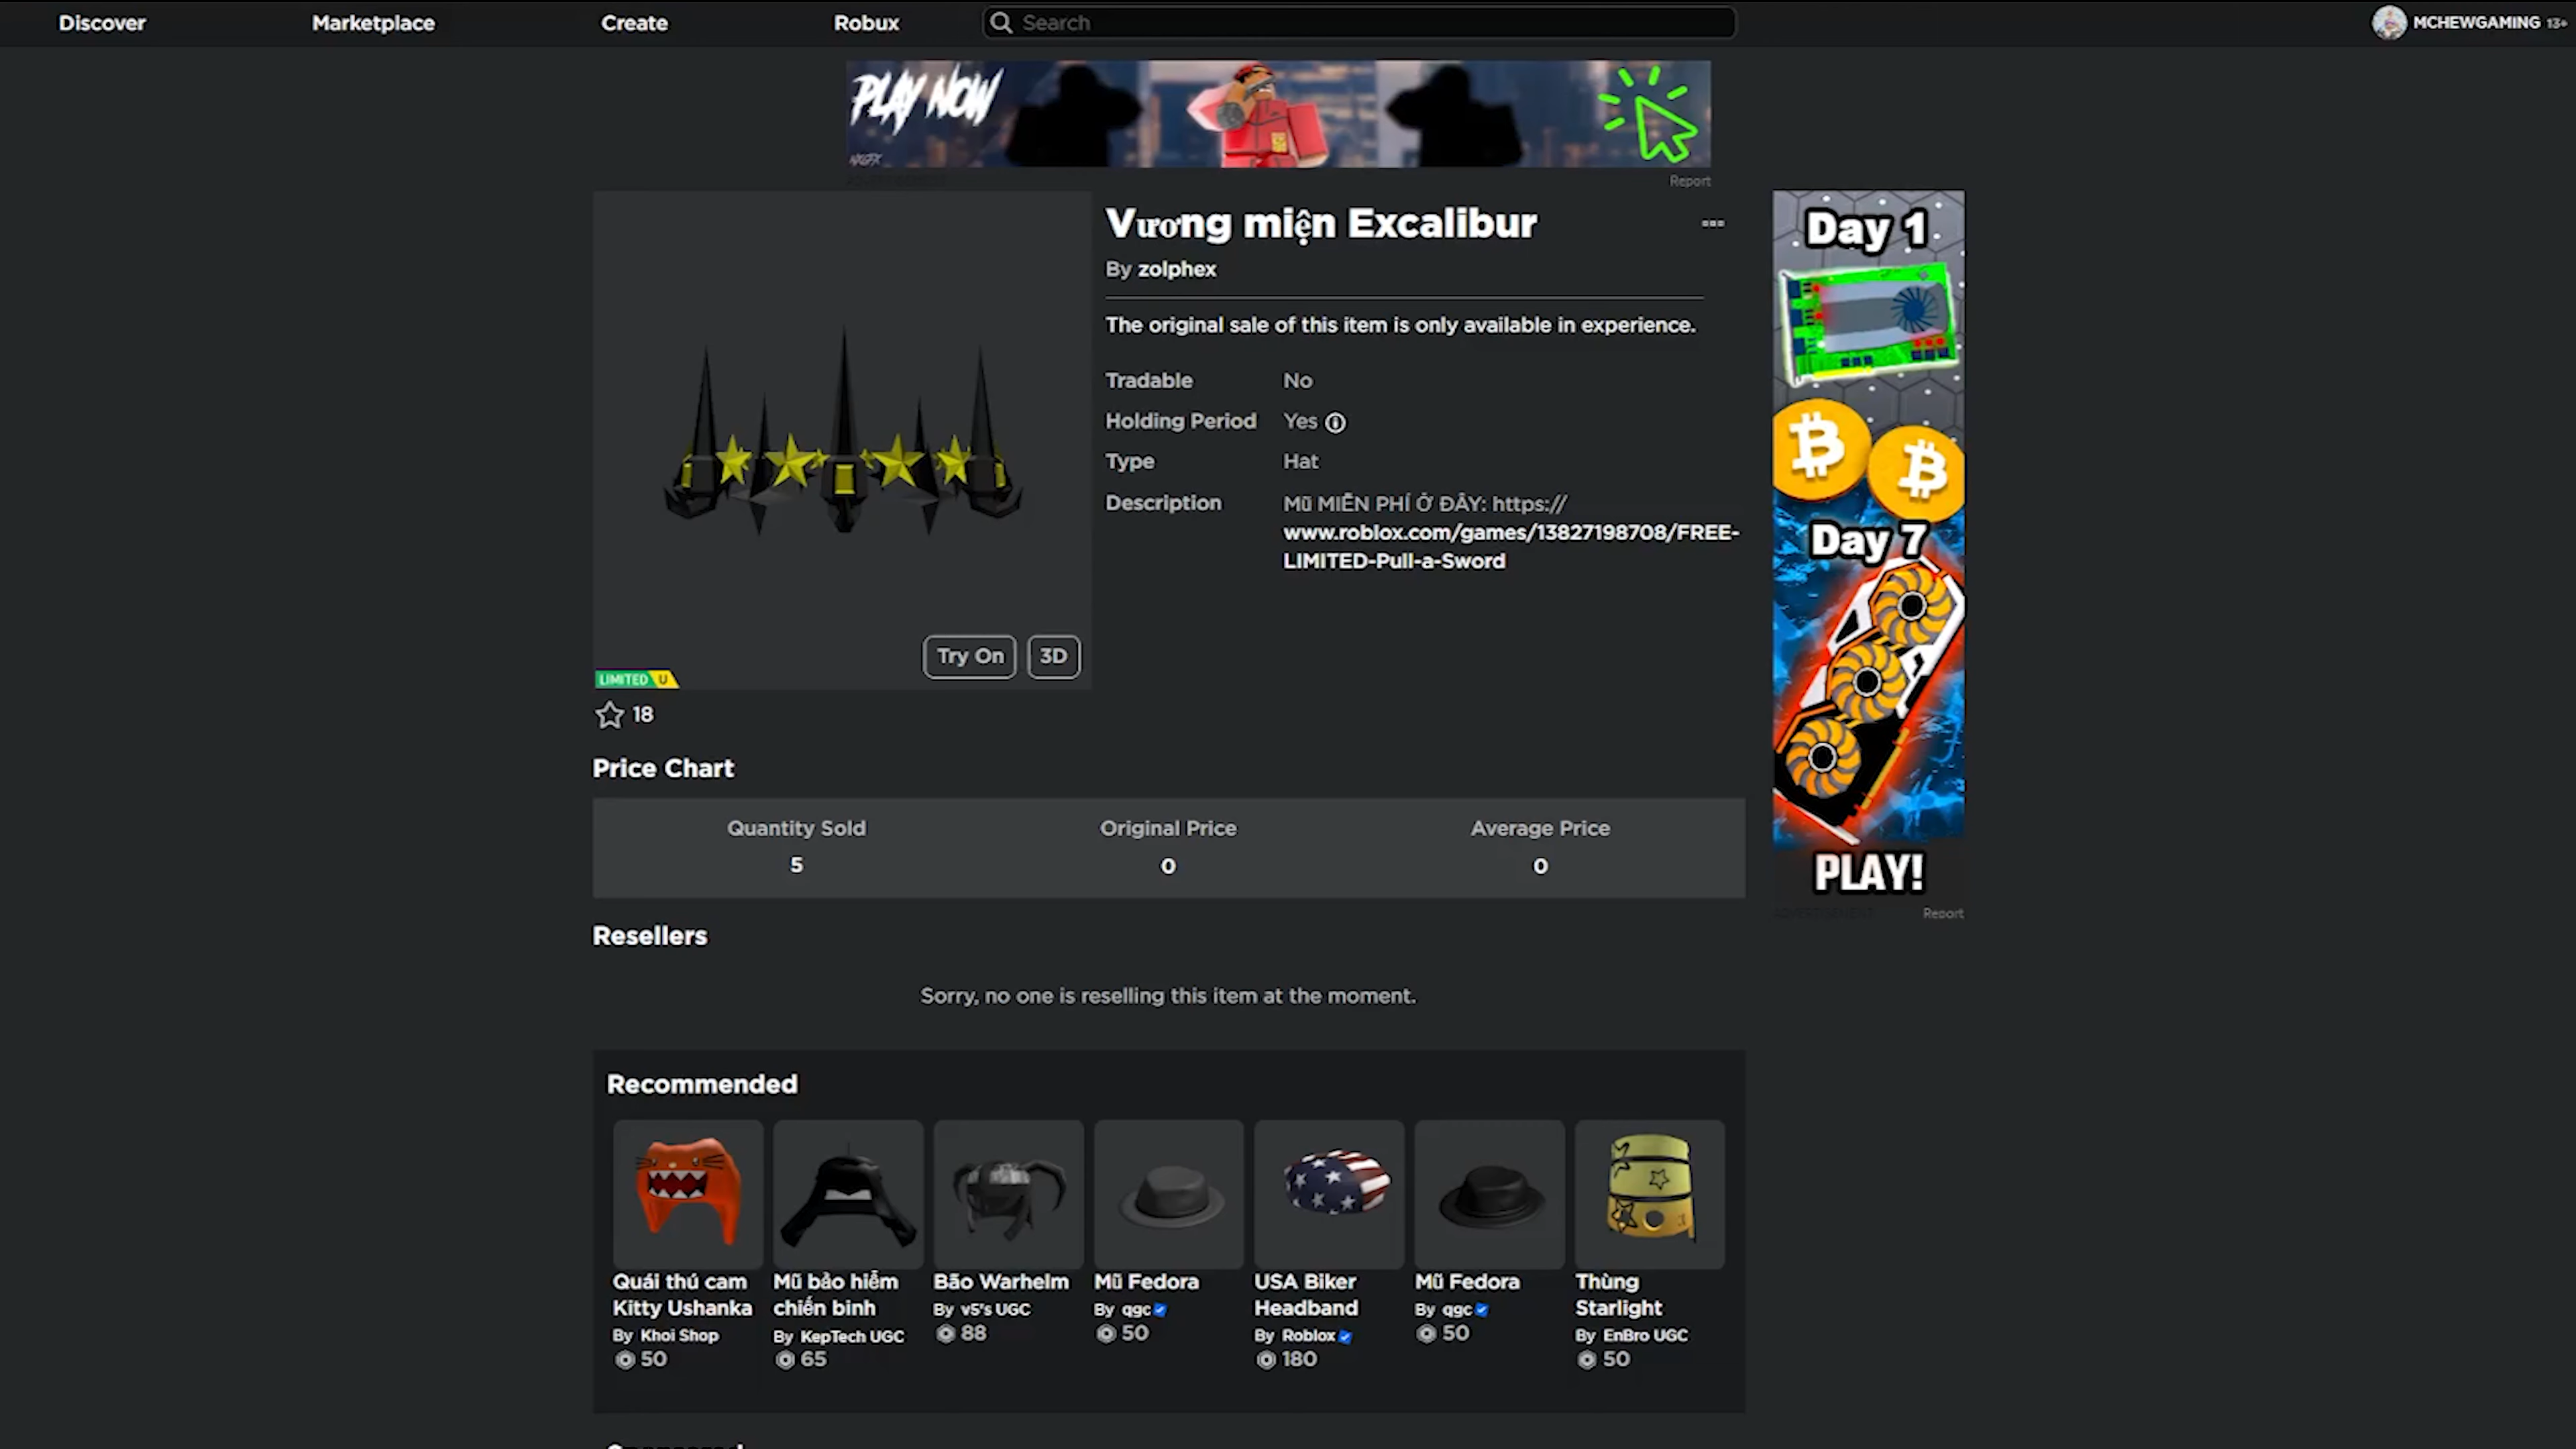 Discover
Marketplace
Create
Robux
Search
MCHEWGAMING 13+
PLAY NOW
NXGFX
Report
Vương miện Excalibur
By zolphex
The original sale of this item is only available in experience.
Tradable No
Holding Period Yes
Type Hat
Description Mũ MIỄN PHÍ Ở ĐÂY: https://
www.roblox.com/games/13827198708/FREE-
LIMITED-Pull-a-Sword
Try On
3D
LIMITED U
18
Day 1
Day 7
PLAY!
ADVERTISEMENT
Report
Price Chart
Quantity Sold
5
Original Price
0
Average Price
0
Resellers
Sorry, no one is reselling this item at the moment.
Recommended
Quái thú cam
Kitty Ushanka
By Khoi Shop
50
Mũ bảo hiểm
chiến binh
By KepTech UGC
65
Bão Warhelm
By v5's UGC
88
Mũ Fedora
By qgc
50
USA Biker
Headband
By Roblox
180
Mũ Fedora
By qgc
50
Thùng
Starlight
By EnBro UGC
50